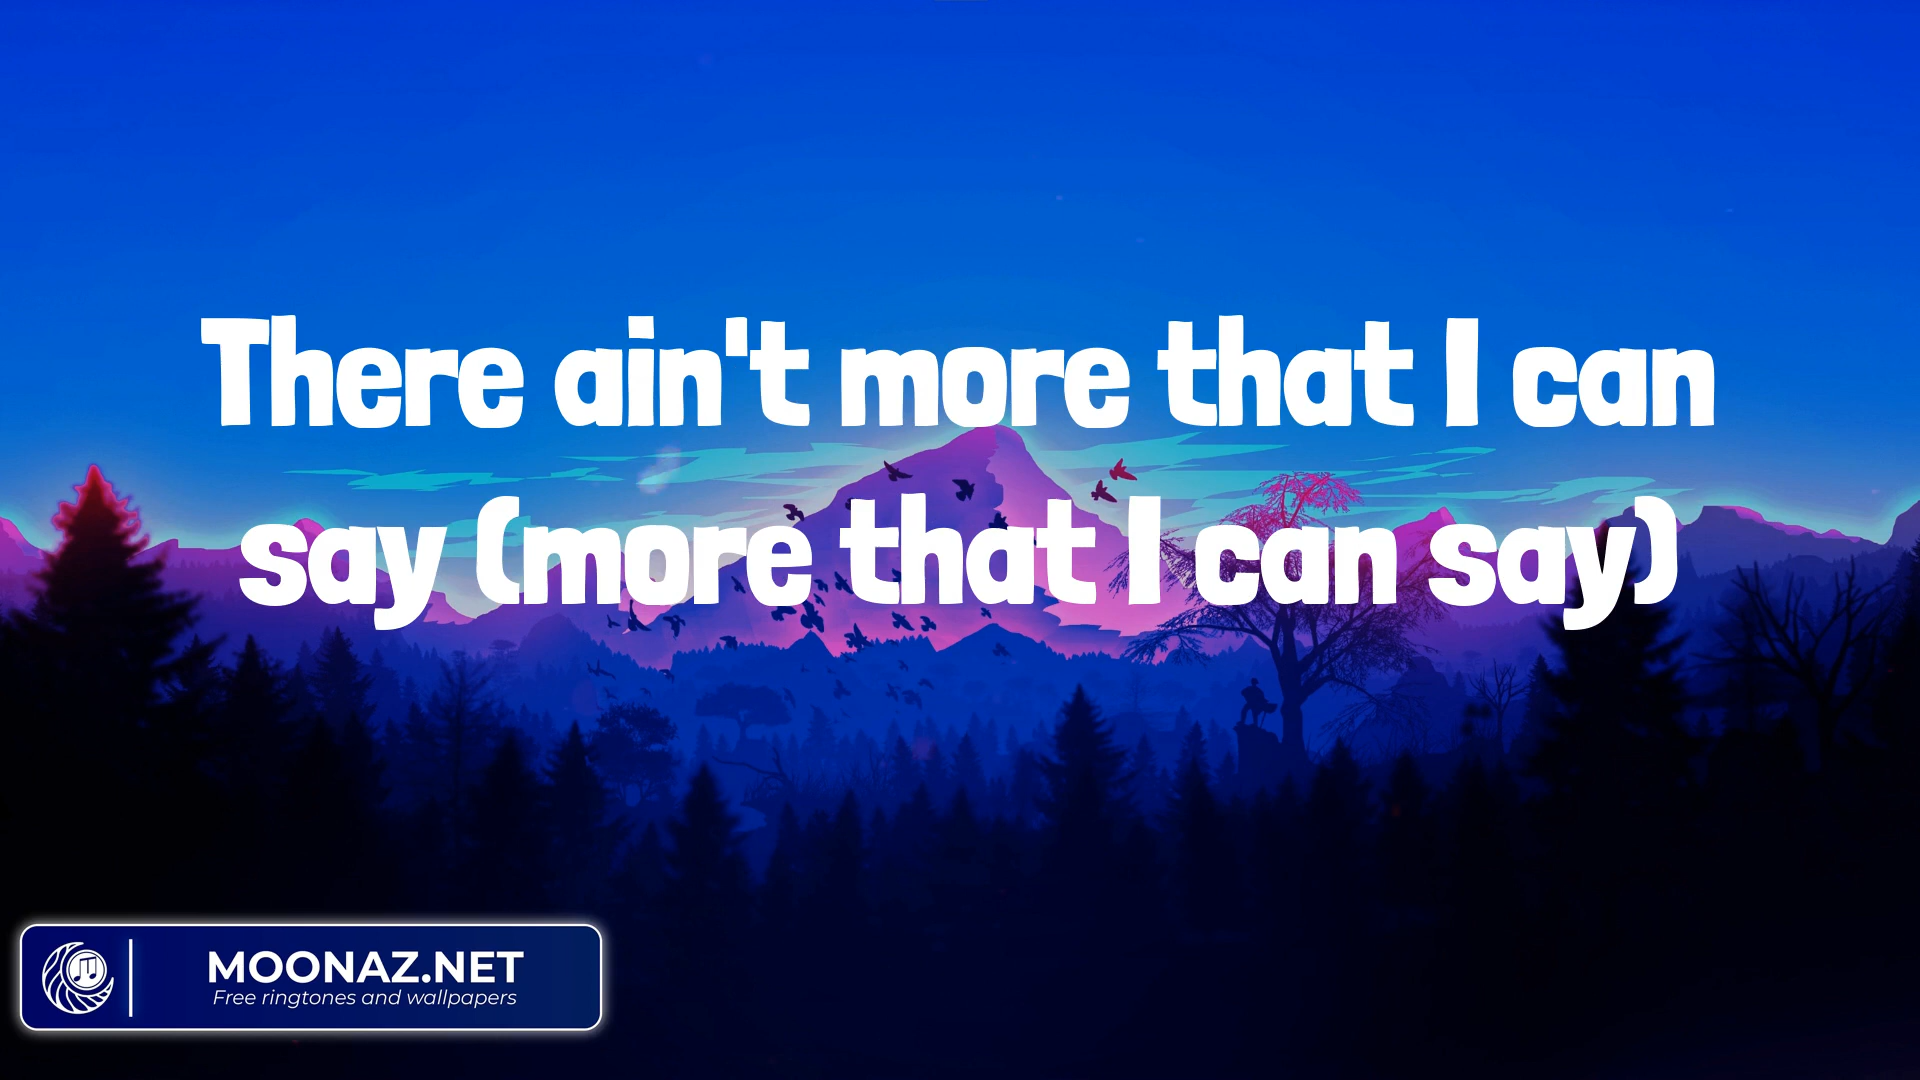 There ain't more that I can
say (more that I can say)
MOONAZ.NET
Free ringtones and wallpapers